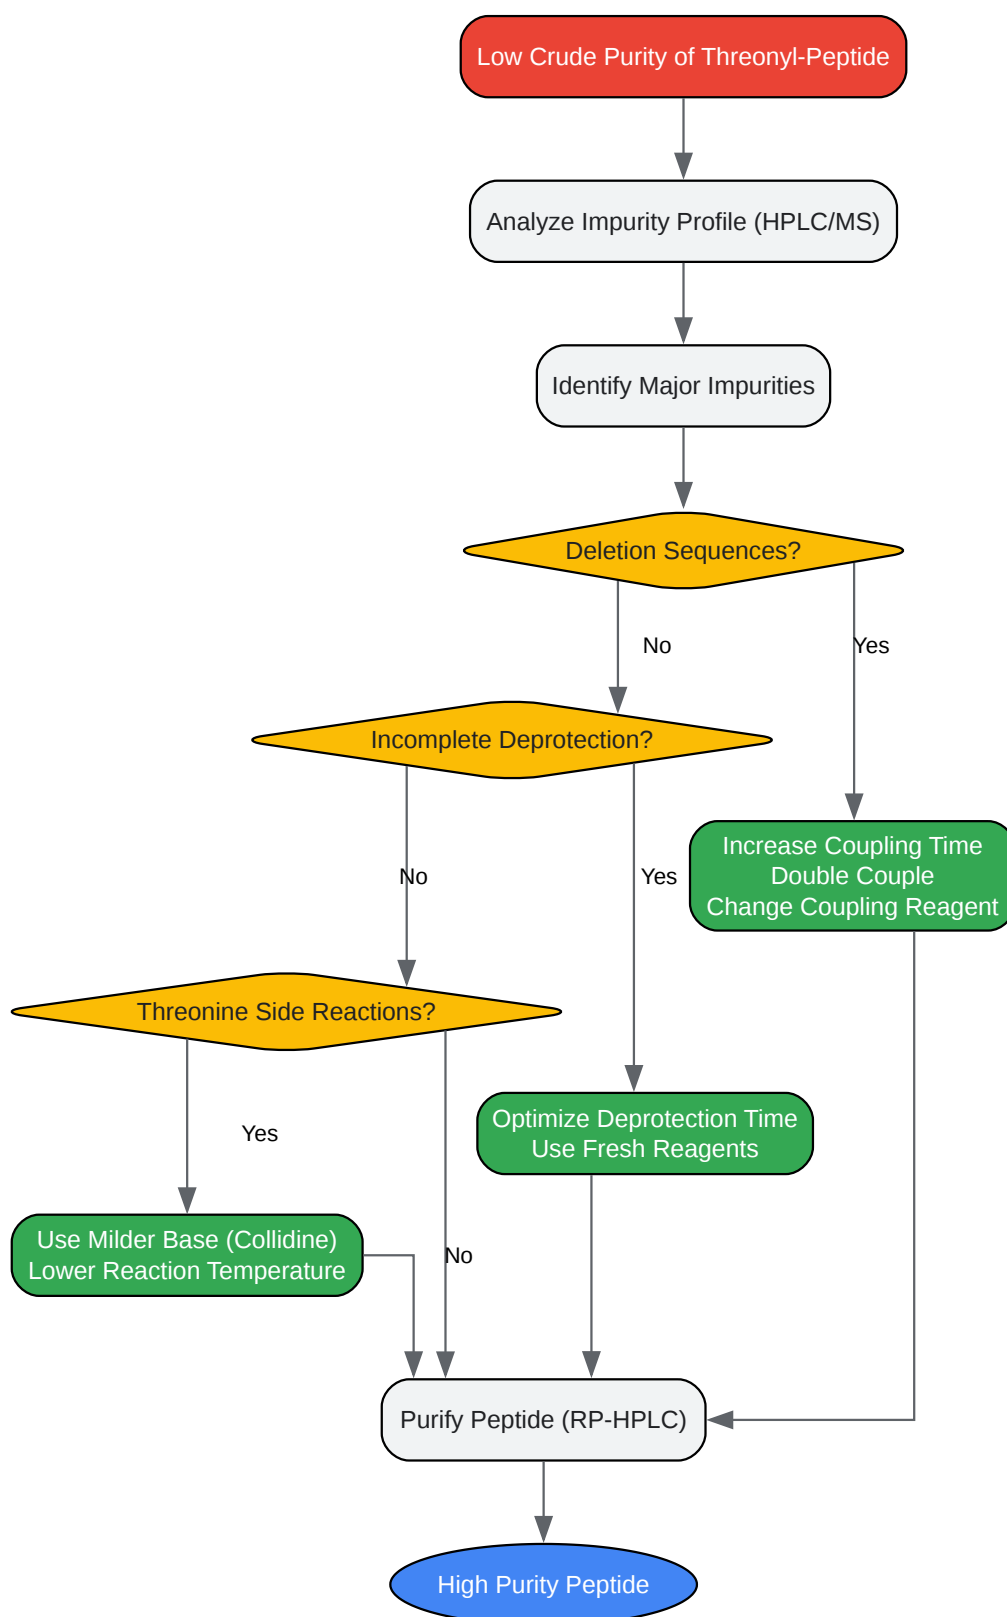 Low Crude Purity of Threonyl-Peptide
Analyze Impurity Profile (HPLC/MS)
Identify Major Impurities
Deletion Sequences?
No
Yes
Incomplete Deprotection?
Increase Coupling Time
Double Couple
Change Coupling Reagent
No
Yes
Threonine Side Reactions?
Optimize Deprotection Time
Use Fresh Reagents
Yes
Use Milder Base (Collidine)
Lower Reaction Temperature
No
Purify Peptide (RP-HPLC)
High Purity Peptide